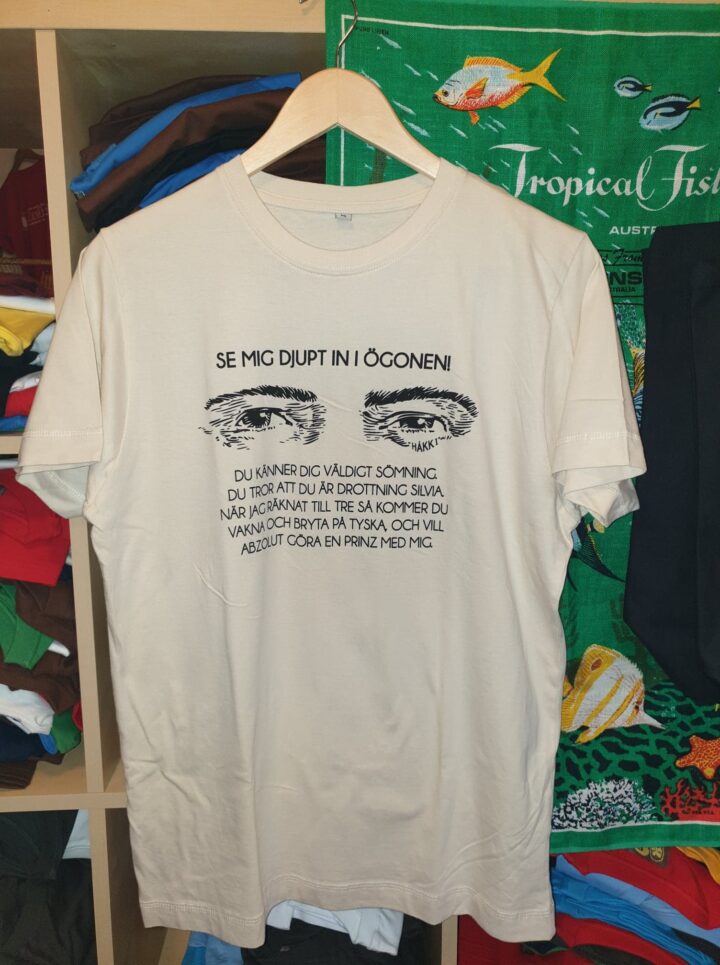 Tropical Fis
AUSTR
SE MIG DJUPT IN I ÖGONEN!
HÄKKI
DU KÄNNER DIG VÄLDIGT SÖMNING.
DU TROR ATT DU ÄR DROTTNING SILVIA.
NÄR JAG RÄKNAT TILL TRE SÅ KOMMER DU
VAKNA OCH BRYTA PÅ TYSKA, OCH VILL
ABZOLUT GÖRA EN PRINZ MED MIG.